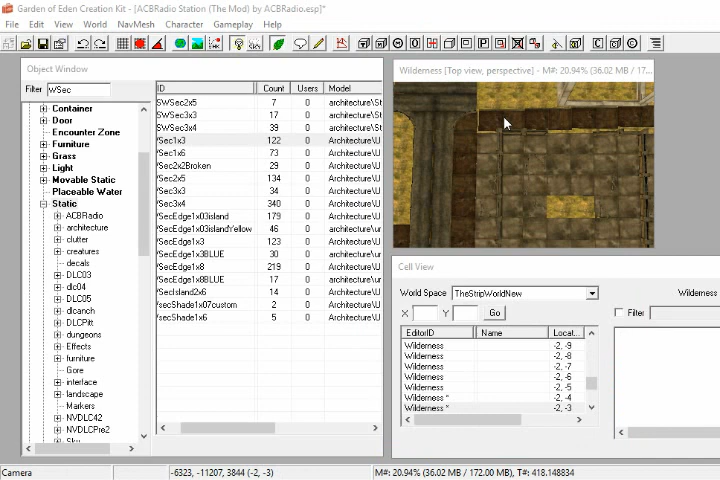 Garden of Eden Creation Kit - [ACBRadio Station (The Mod) by ACBRadio.esp]*
File Edit View World NavMesh Character Gameplay Help
Object Window
Filter wSec
Container
Door
Encounter Zone
Furniture
Grass
Light
Movable Static
Placeable Water
Static
ACBRadio
architecture
clutter
creatures
decals
DLC03
dlc04
DLC05
dlcanch
DLCPitt
dungeons
Effects
furniture
Gore
interface
landscape
Markers
NVDLC42
NVDLCPre2
Sky
ID Count Users Model
SWSec2x5 7 0 architecture\St
SWSec3x3 17 0 architecture\St
SWSec3x4 39 0 architecture\St
/Sec1x3 122 0 Architecture\U
/Sec1x6 73 0 Architecture\U
/Sec2x2Broken 29 0 Architecture\U
/Sec2x5 134 0 Architecture\U
/Sec3x3 34 0 Architecture\U
/Sec3x4 340 0 Architecture\U
/SecEdge1x03island 179 0 architecture\ur
/SecEdge1x03islandYellow 46 0 architecture\ur
/SecEdge1x3 123 0 Architecture\U
/SecEdge1x3BLUE 30 0 Architecture\U
/SecEdge1x8 219 0 Architecture\U
/SecEdge1x8BLUE 17 0 Architecture\U
/SecIsland2x6 14 0 Architecture\U
/secShade1x07custom 2 0 Architecture\U
/secShade1x6 5 0 Architecture\U
Wilderness [Top view, perspective] - M#: 20.94% (36.02 MB / 17...
Cell View
World Space TheStripWorldNew Wilderness
X Y Go Filter
EditorID Name Locat...
Wilderness -2, -9
Wilderness -2, -8
Wilderness -2, -7
Wilderness -2, -6
Wilderness -2, -5
Wilderness * -2, -4
Wilderness * -2, -3
Camera -6323, -11207, 3844 (-2, -3) M#: 20.94% (36.02 MB / 172.00 MB), T#: 418.148834